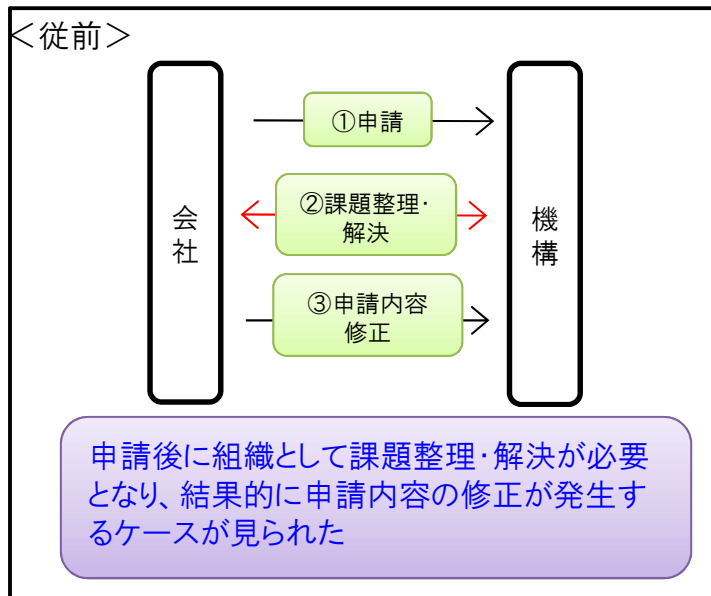 ＜従前＞
①申請
②課題整理・
解決
会
社
機
構
③申請内容
修正
申請後に組織として課題整理・解決が必要
となり、結果的に申請内容の修正が発生す
るケースが見られた